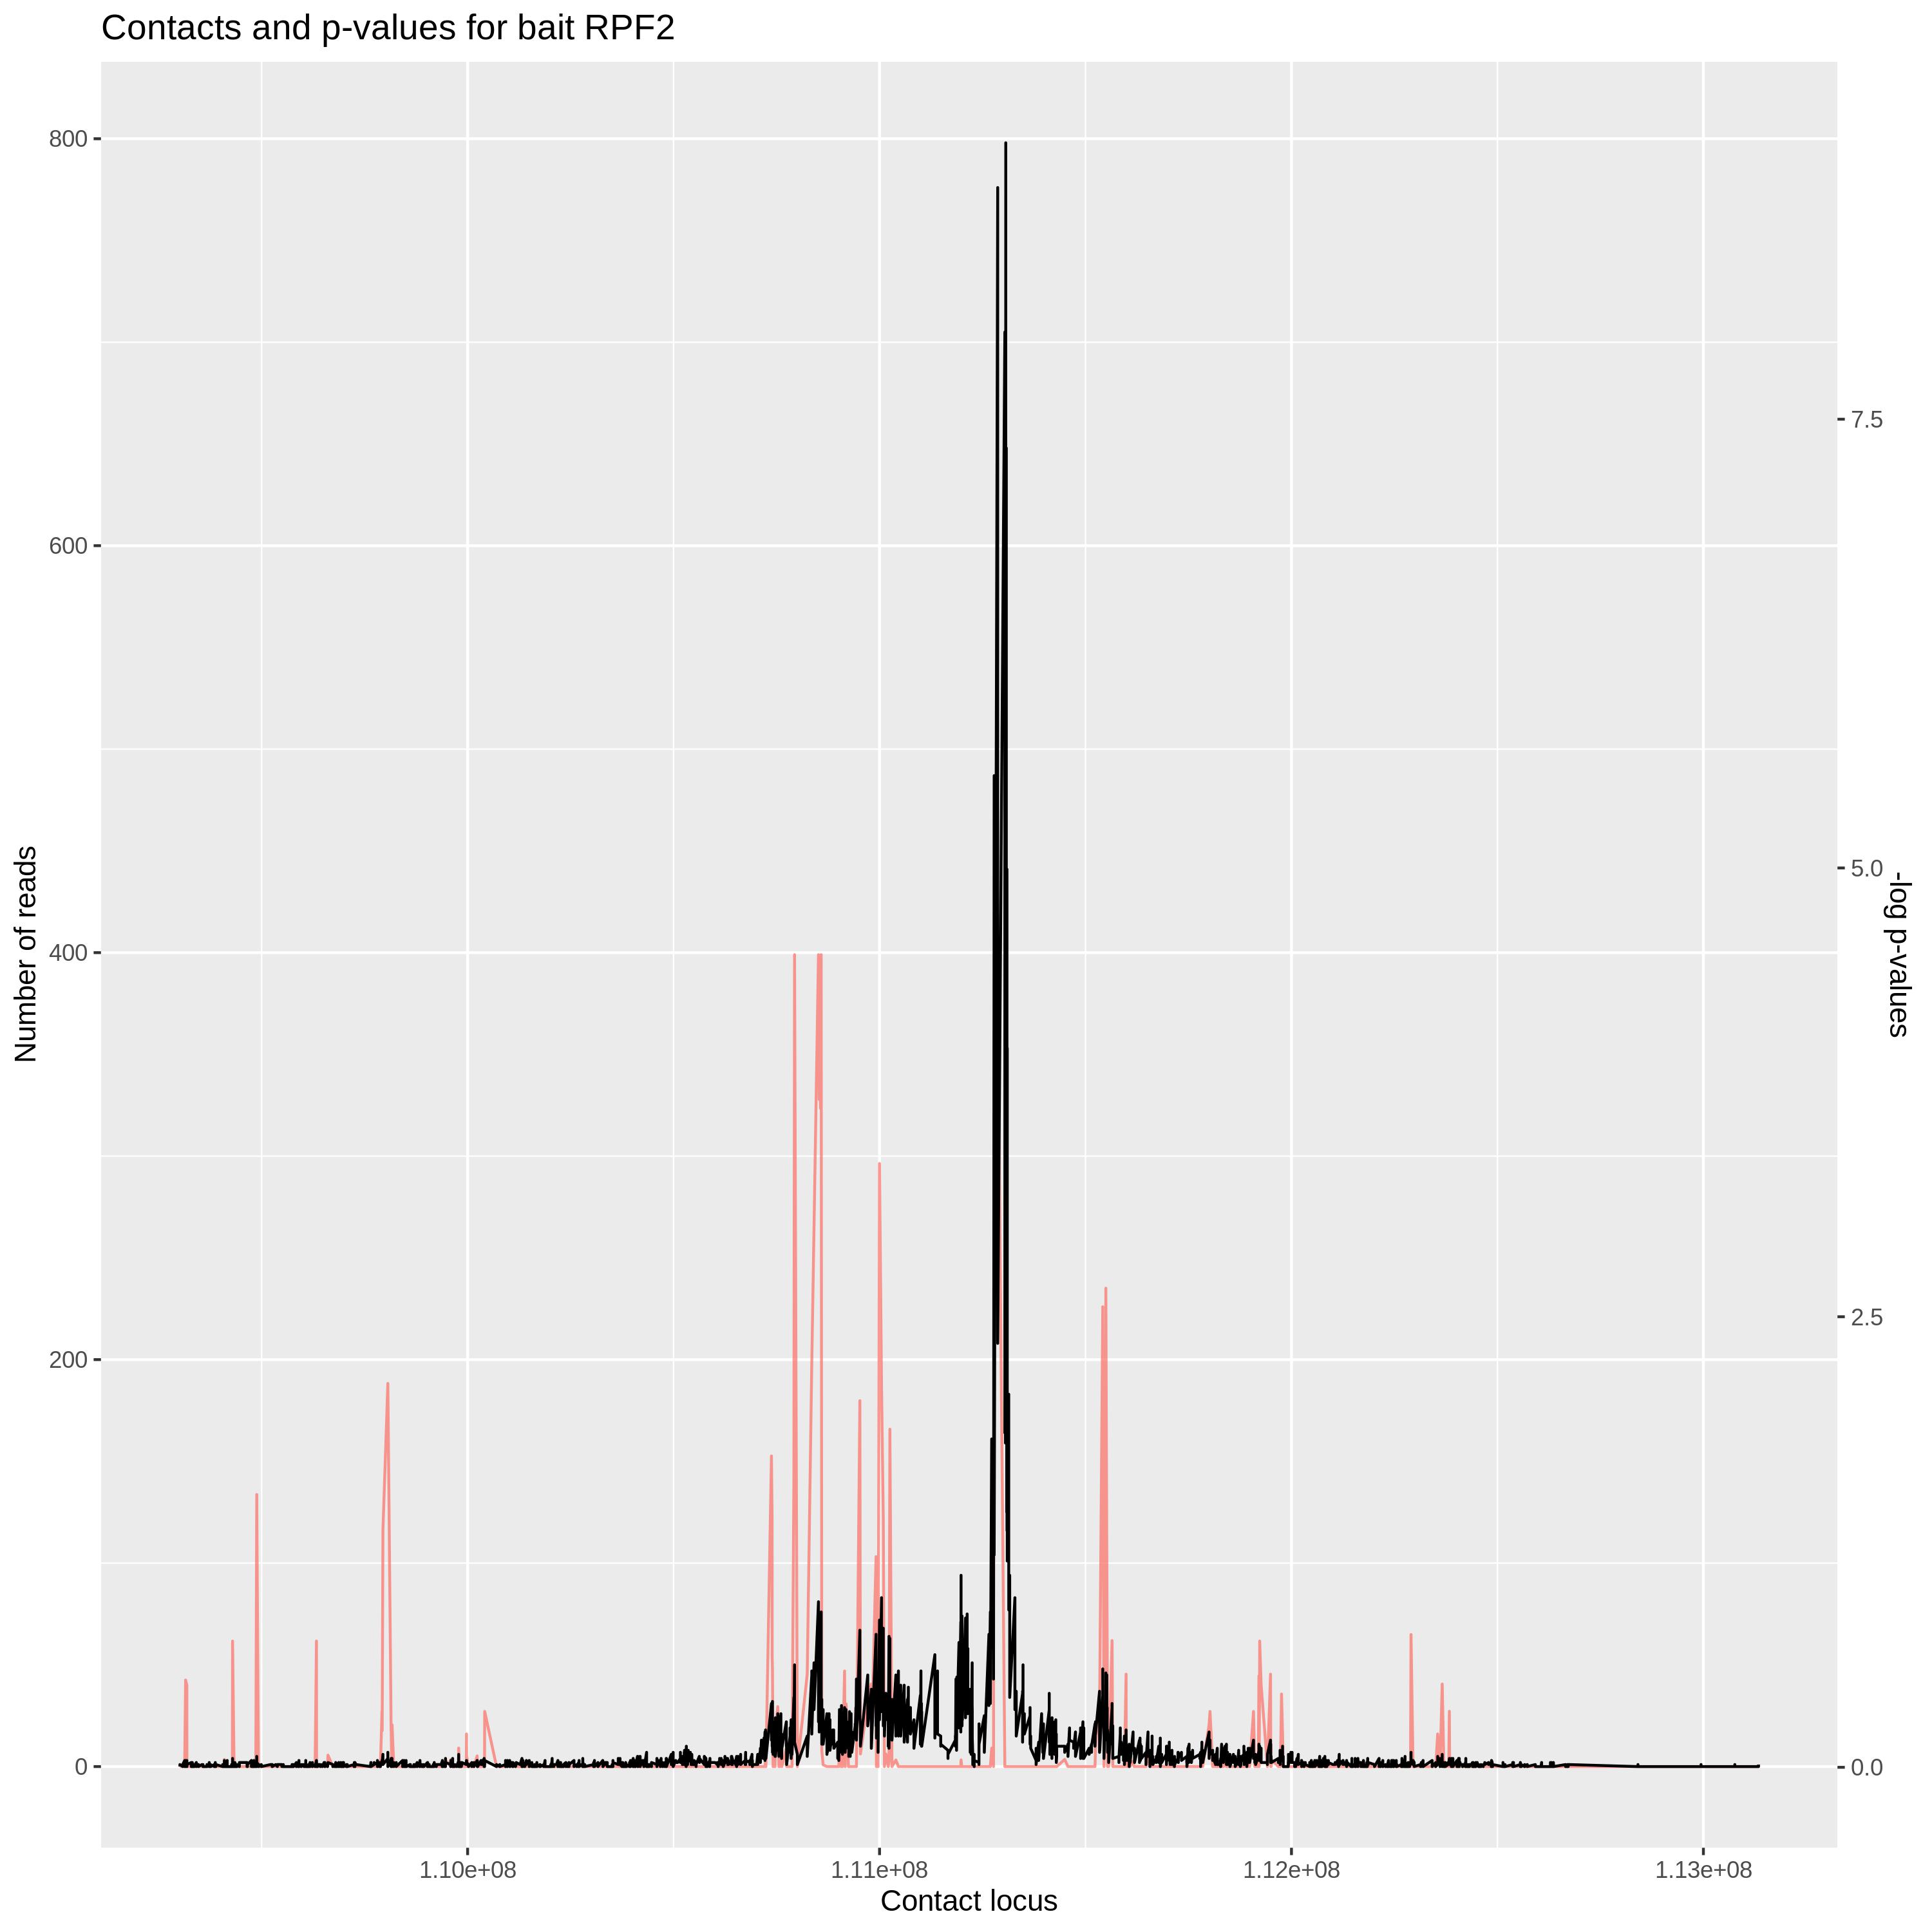 Contacts and p-values for bait RPF2
800
600
400
200
0
Number of reads
7.5
5.0
2.5
0.0
-log p-values
1.10e+08
1.11e+08
1.12e+08
1.13e+08
Contact locus